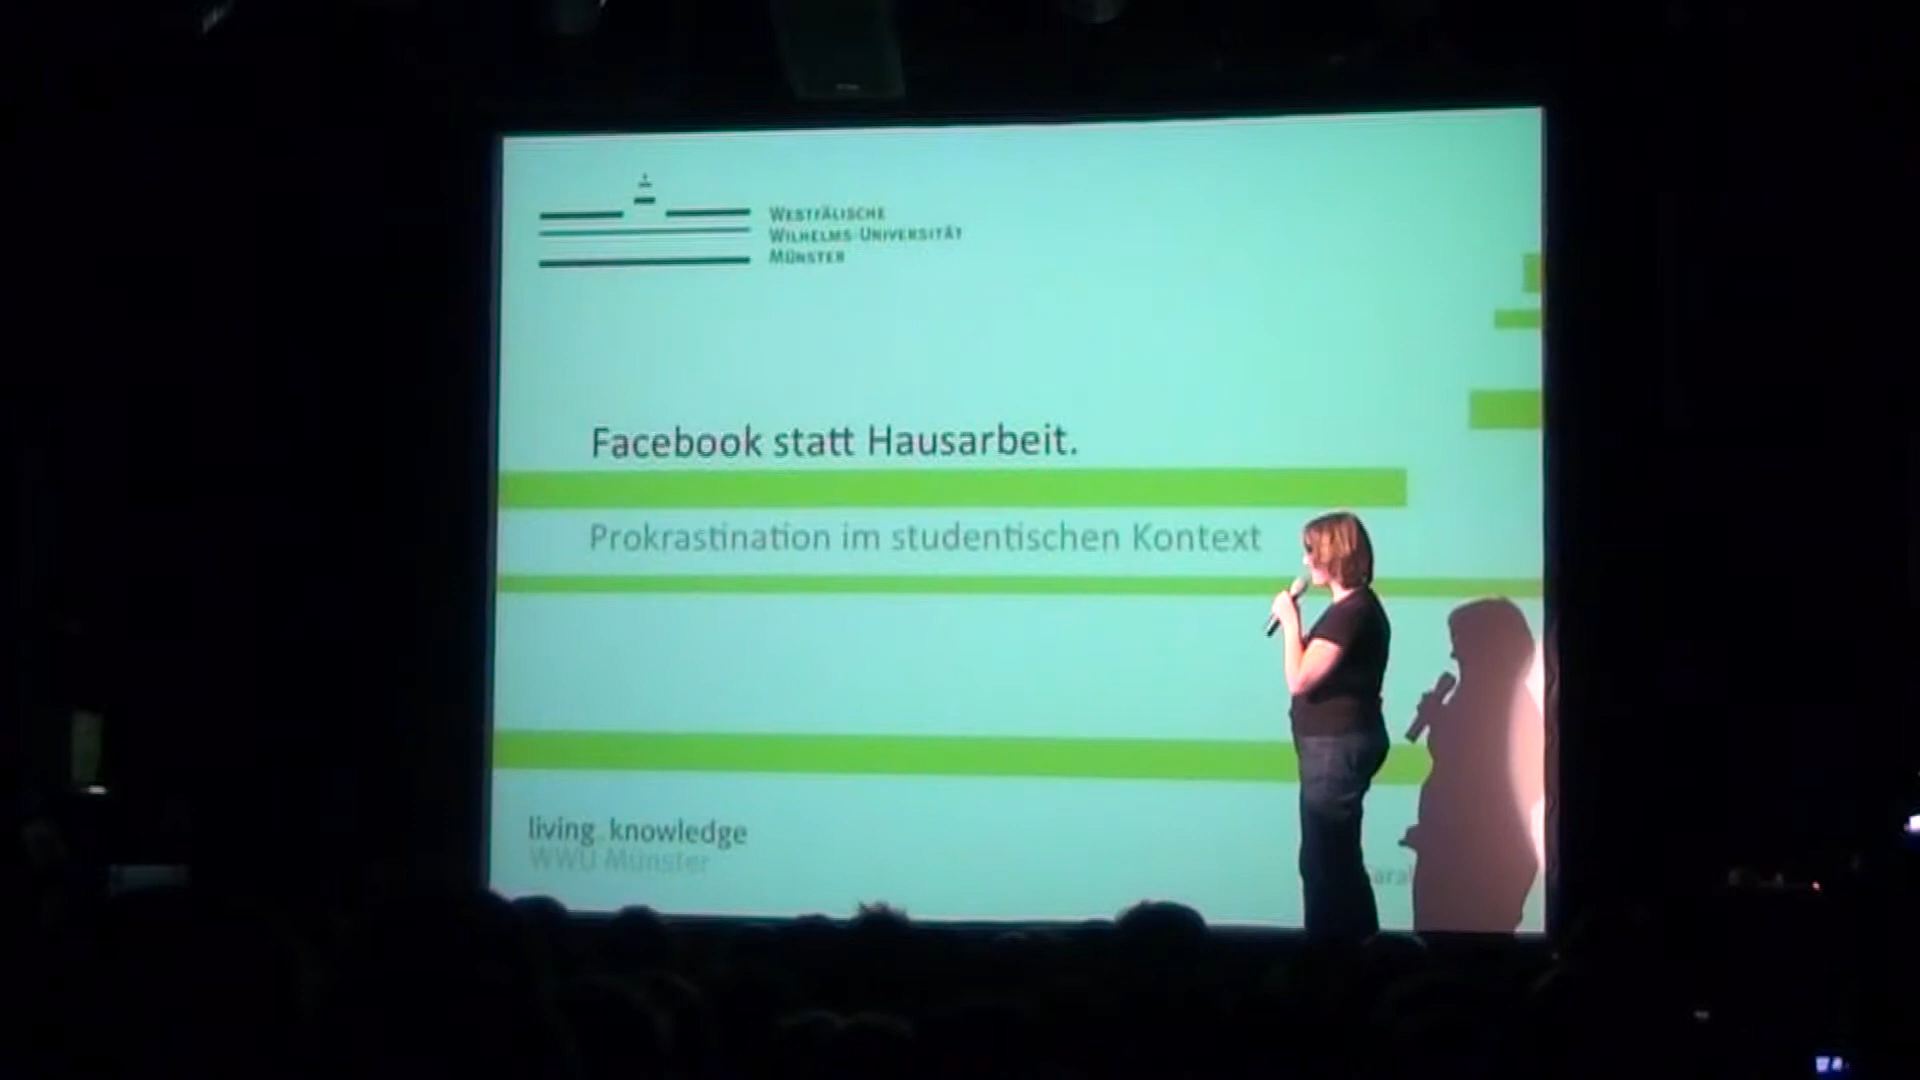 WESTFÄLISCHE
WILHELMS-UNIVERSITÄT
MÜNSTER
Facebook statt Hausarbeit.
Prokrastination im studentischen Kontext
living.knowledge
WWU Münster